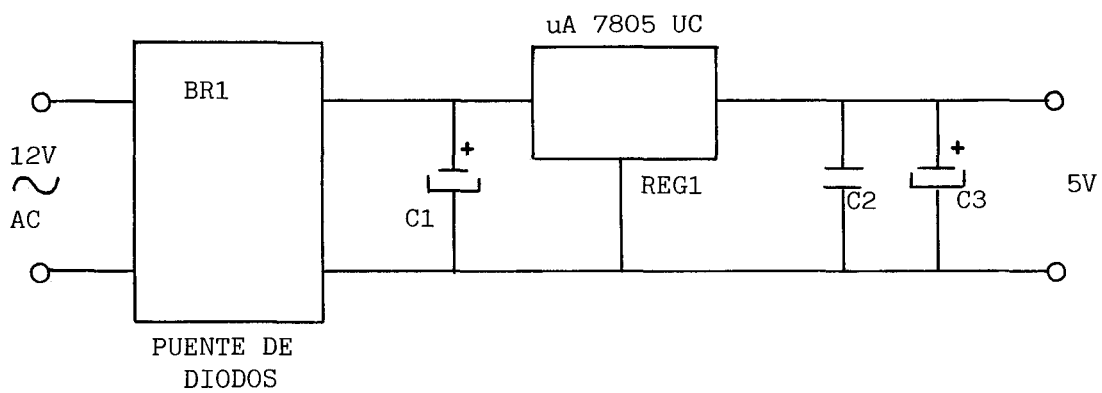 uA 7805 UC
BR1
12V
AC
+
C1
REG1
C2
+
C3
5V
PUENTE DE
DIODOS